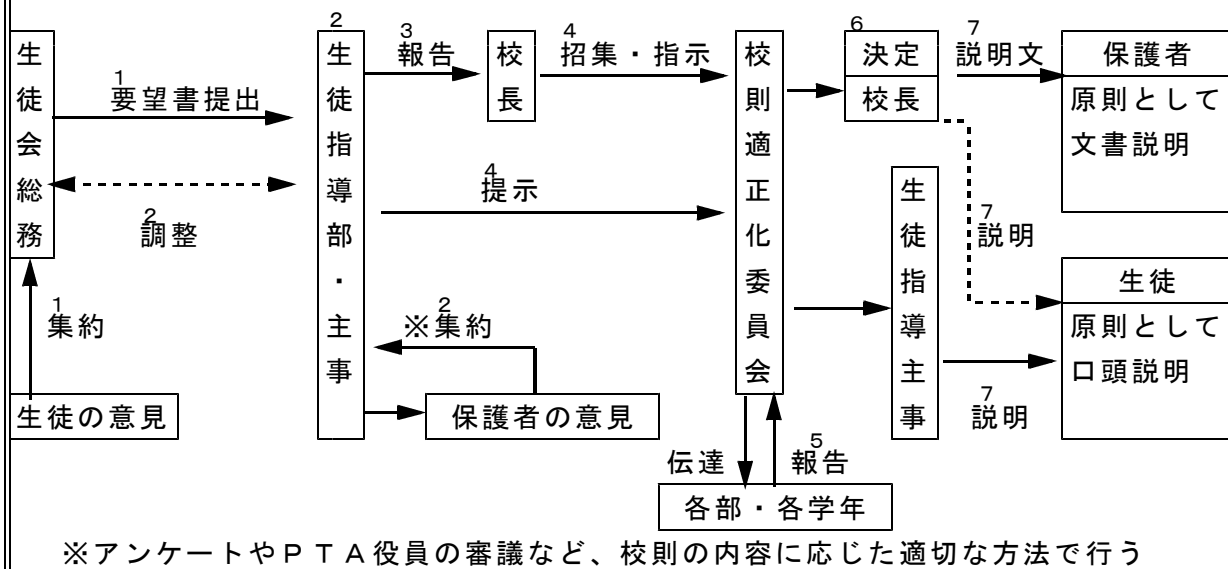 生徒会総務
1
要望書提出
2
調整
1
集約
生徒の意見
2
生徒指導部・主事
3
報告
校長
4
招集・指示
4
提示
2
※集約
保護者の意見
校則適正化委員会
伝達
5
報告
各部・各学年
6
決定
校長
7
説明文
保護者
原則として
文書説明
生徒指導主事
7
説明
7
説明
生徒
原則として
口頭説明
※アンケートやPTA役員の審議など、校則の内容に応じた適切な方法で行う